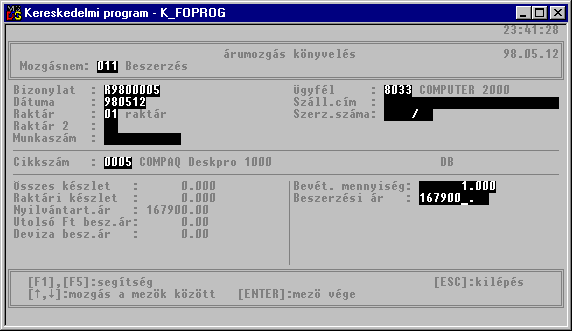 Kereskedelmi program - K_FOPROG
23:41:28
árumozgás könyvelés 98.05.12
Mozgásnem: 011 Beszerzés
Bizonylat : R9800005 Ügyfél : 8033 COMPUTER 2000
Dátuma : 980512 Száll.cím :
Raktár : 01 raktár Szerz.száma: /
Raktár 2 :
Munkaszám :
Cikkszám : 0005 COMPAQ Deskpro 1000 DB
Összes készlet : 0.000 Bevét. mennyiség: 1.000
Raktári készlet : 0.000 Beszerzési ár : 167900_.
Nyilvántart.ár : 167900.00
Utolsó Ft besz.ár: 0.00
Deviza besz.ár : 0.00
[F1],[F5]:segítség [ESC]:kilépés
[↑,↓]:mozgás a mezök között [ENTER]:mezö vége